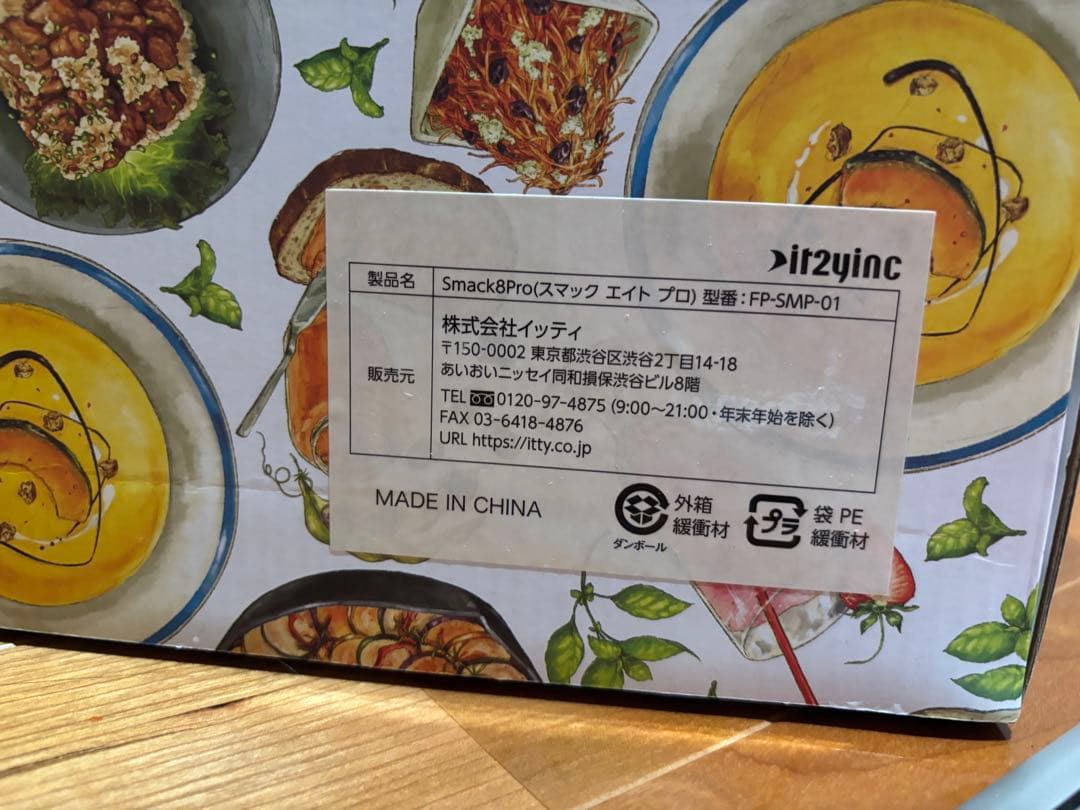 it2yinc
製品名 Smack8Pro(スマック エイト プロ) 型番：FP-SMP-01
販売元
株式会社イッティ
〒150-0002 東京都渋谷区渋谷2丁目14-18
あいおいニッセイ同和損保渋谷ビル8階
TEL 0120-97-4875 (9:00〜21:00・年末年始を除く)
FAX 03-6418-4876
URL https://itty.co.jp
MADE IN CHINA
ダンボール
外箱
緩衝材
プラ
袋 PE
緩衝材